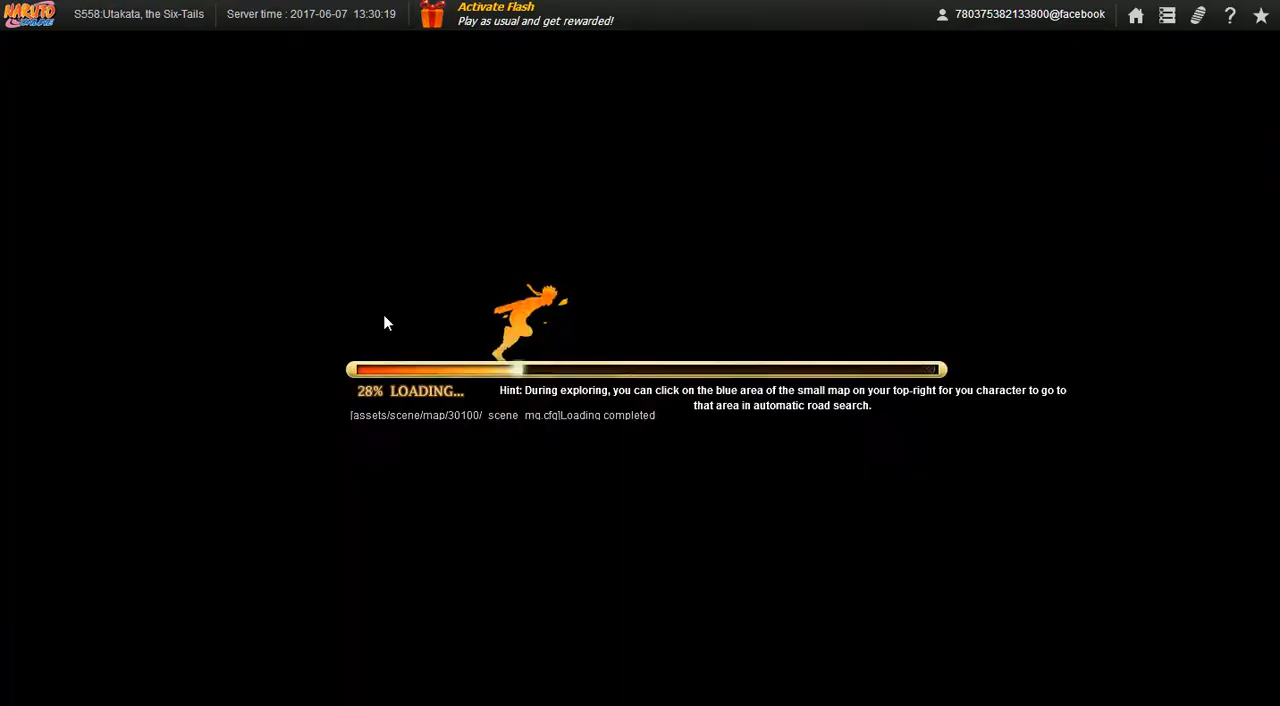 NARUTO
ONLINE
S558:Utakata, the Six-Tails
Server time : 2017-06-07 13:30:19
Activate Flash
Play as usual and get rewarded!
780375382133800@facebook
?
28% LOADING...
Hint: During exploring, you can click on the blue area of the small map on your top-right for you character to go to
that area in automatic road search.
[assets/scene/map/30100/_scene_mq.cfg]Loading completed